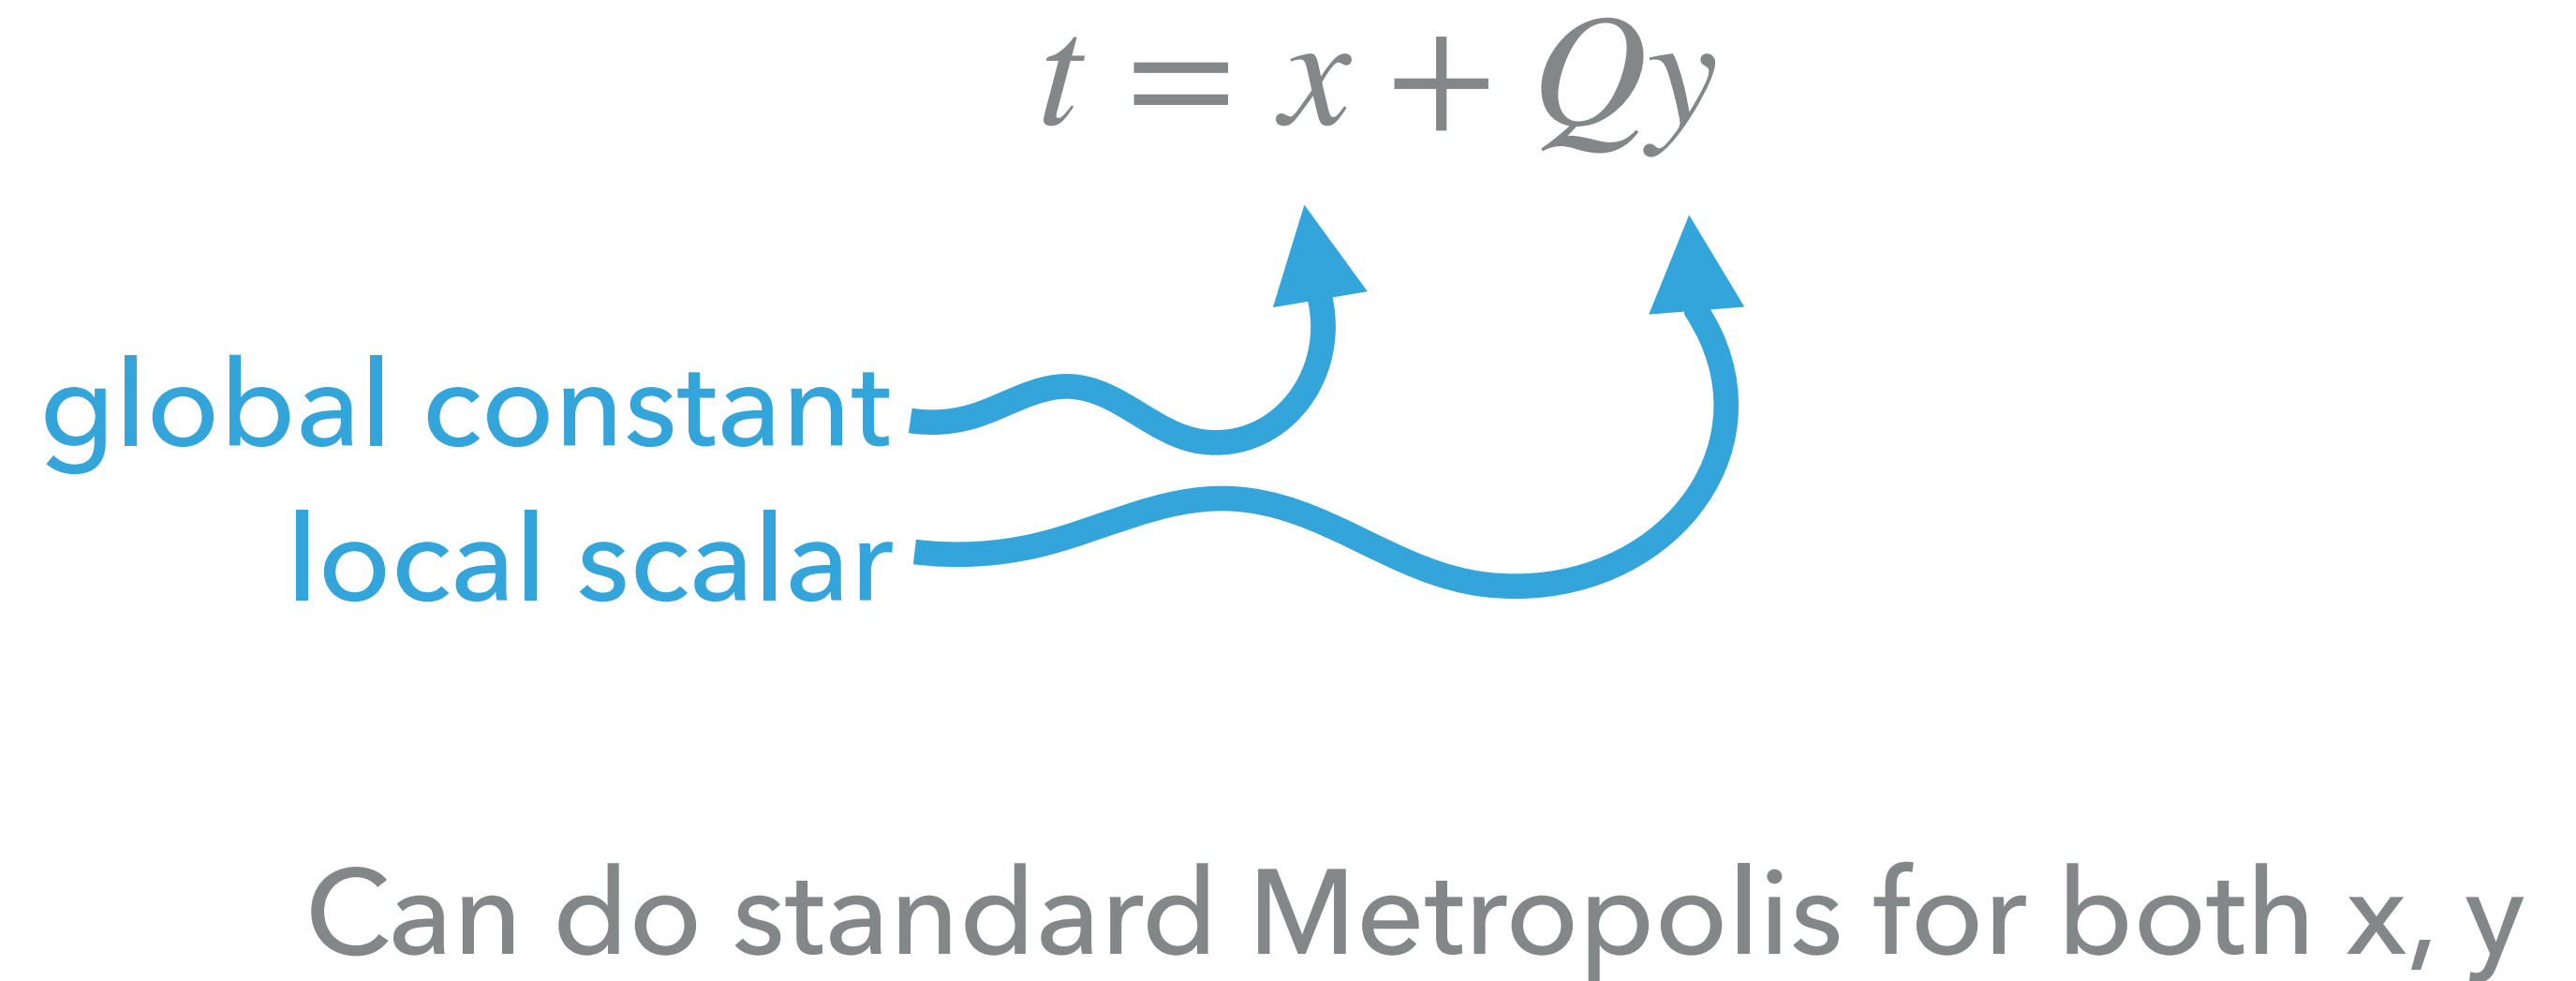 t = x + Qy
global constant
local scalar
Can do standard Metropolis for both x, y